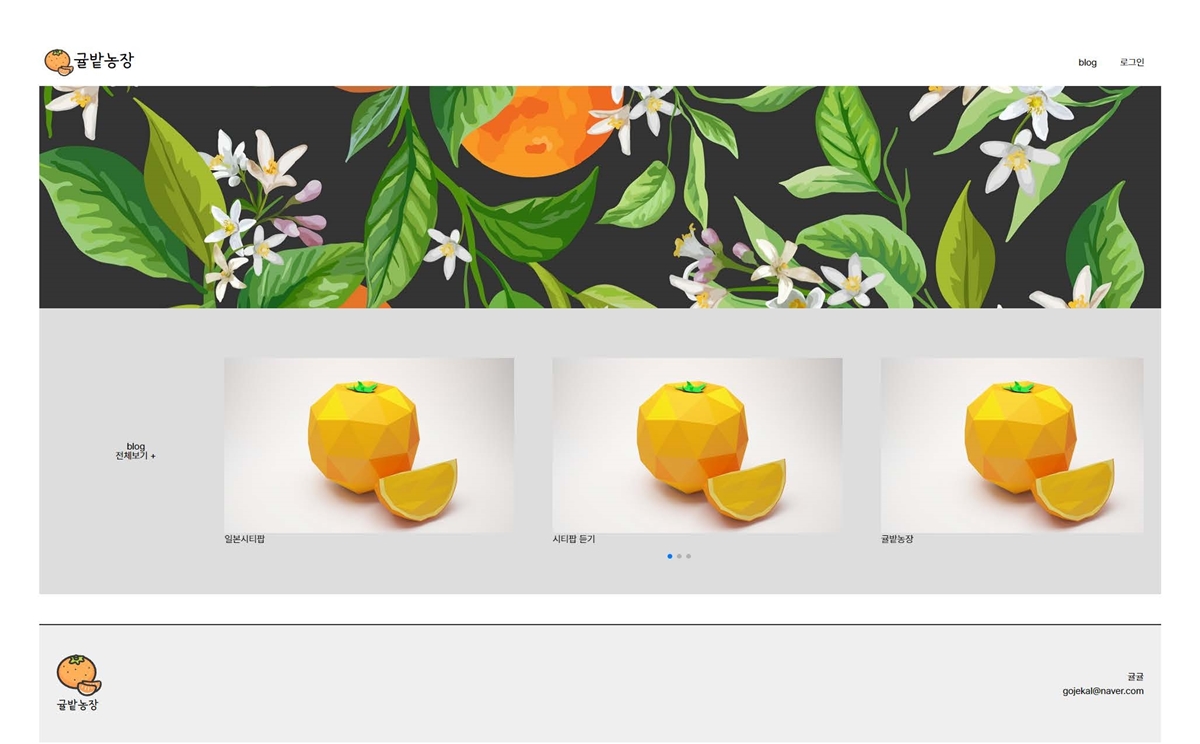 귤밭농장
blog
로그인
blog
전체보기 +
일본시티팝
시티팝 듣기
귤밭농장
귤밭농장
귤귤
gojekal@naver.com